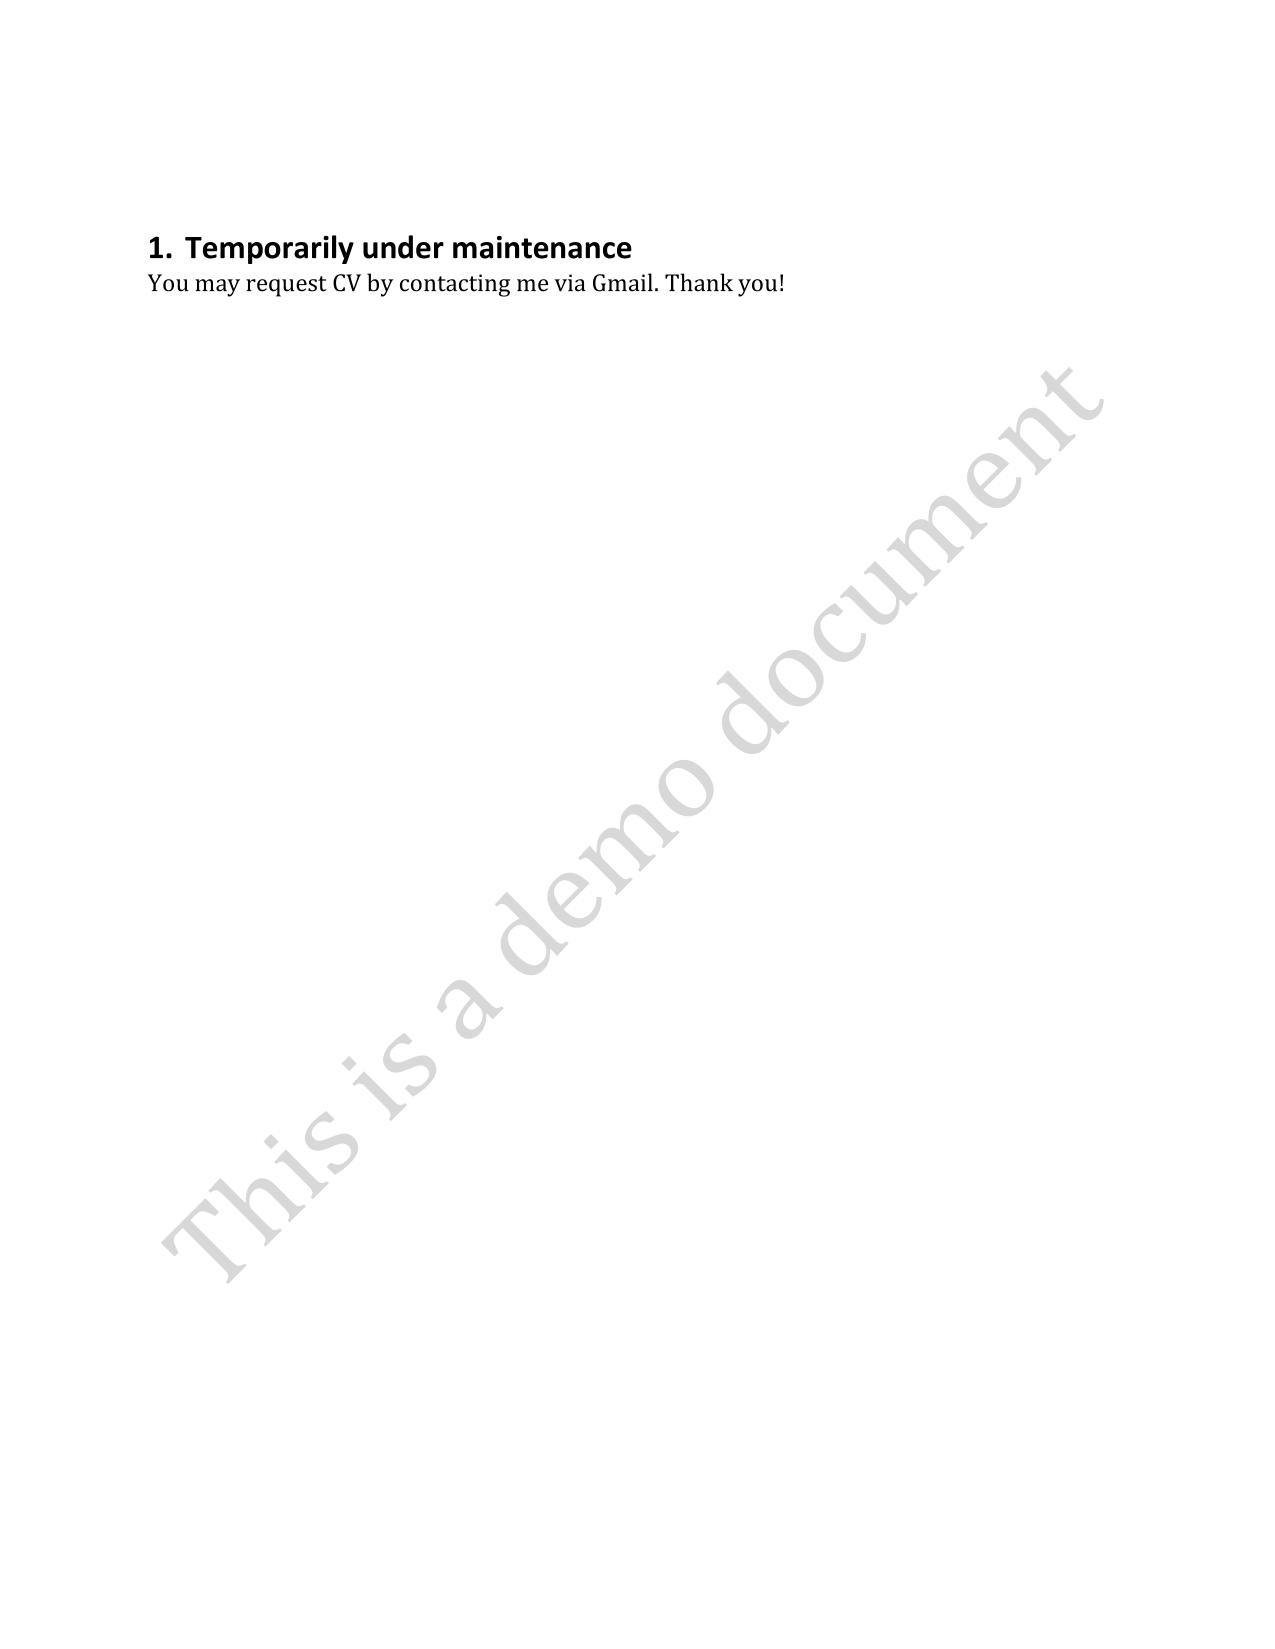 1. Temporarily under maintenance
You may request CV by contacting me via Gmail. Thank you!
This is a demo document